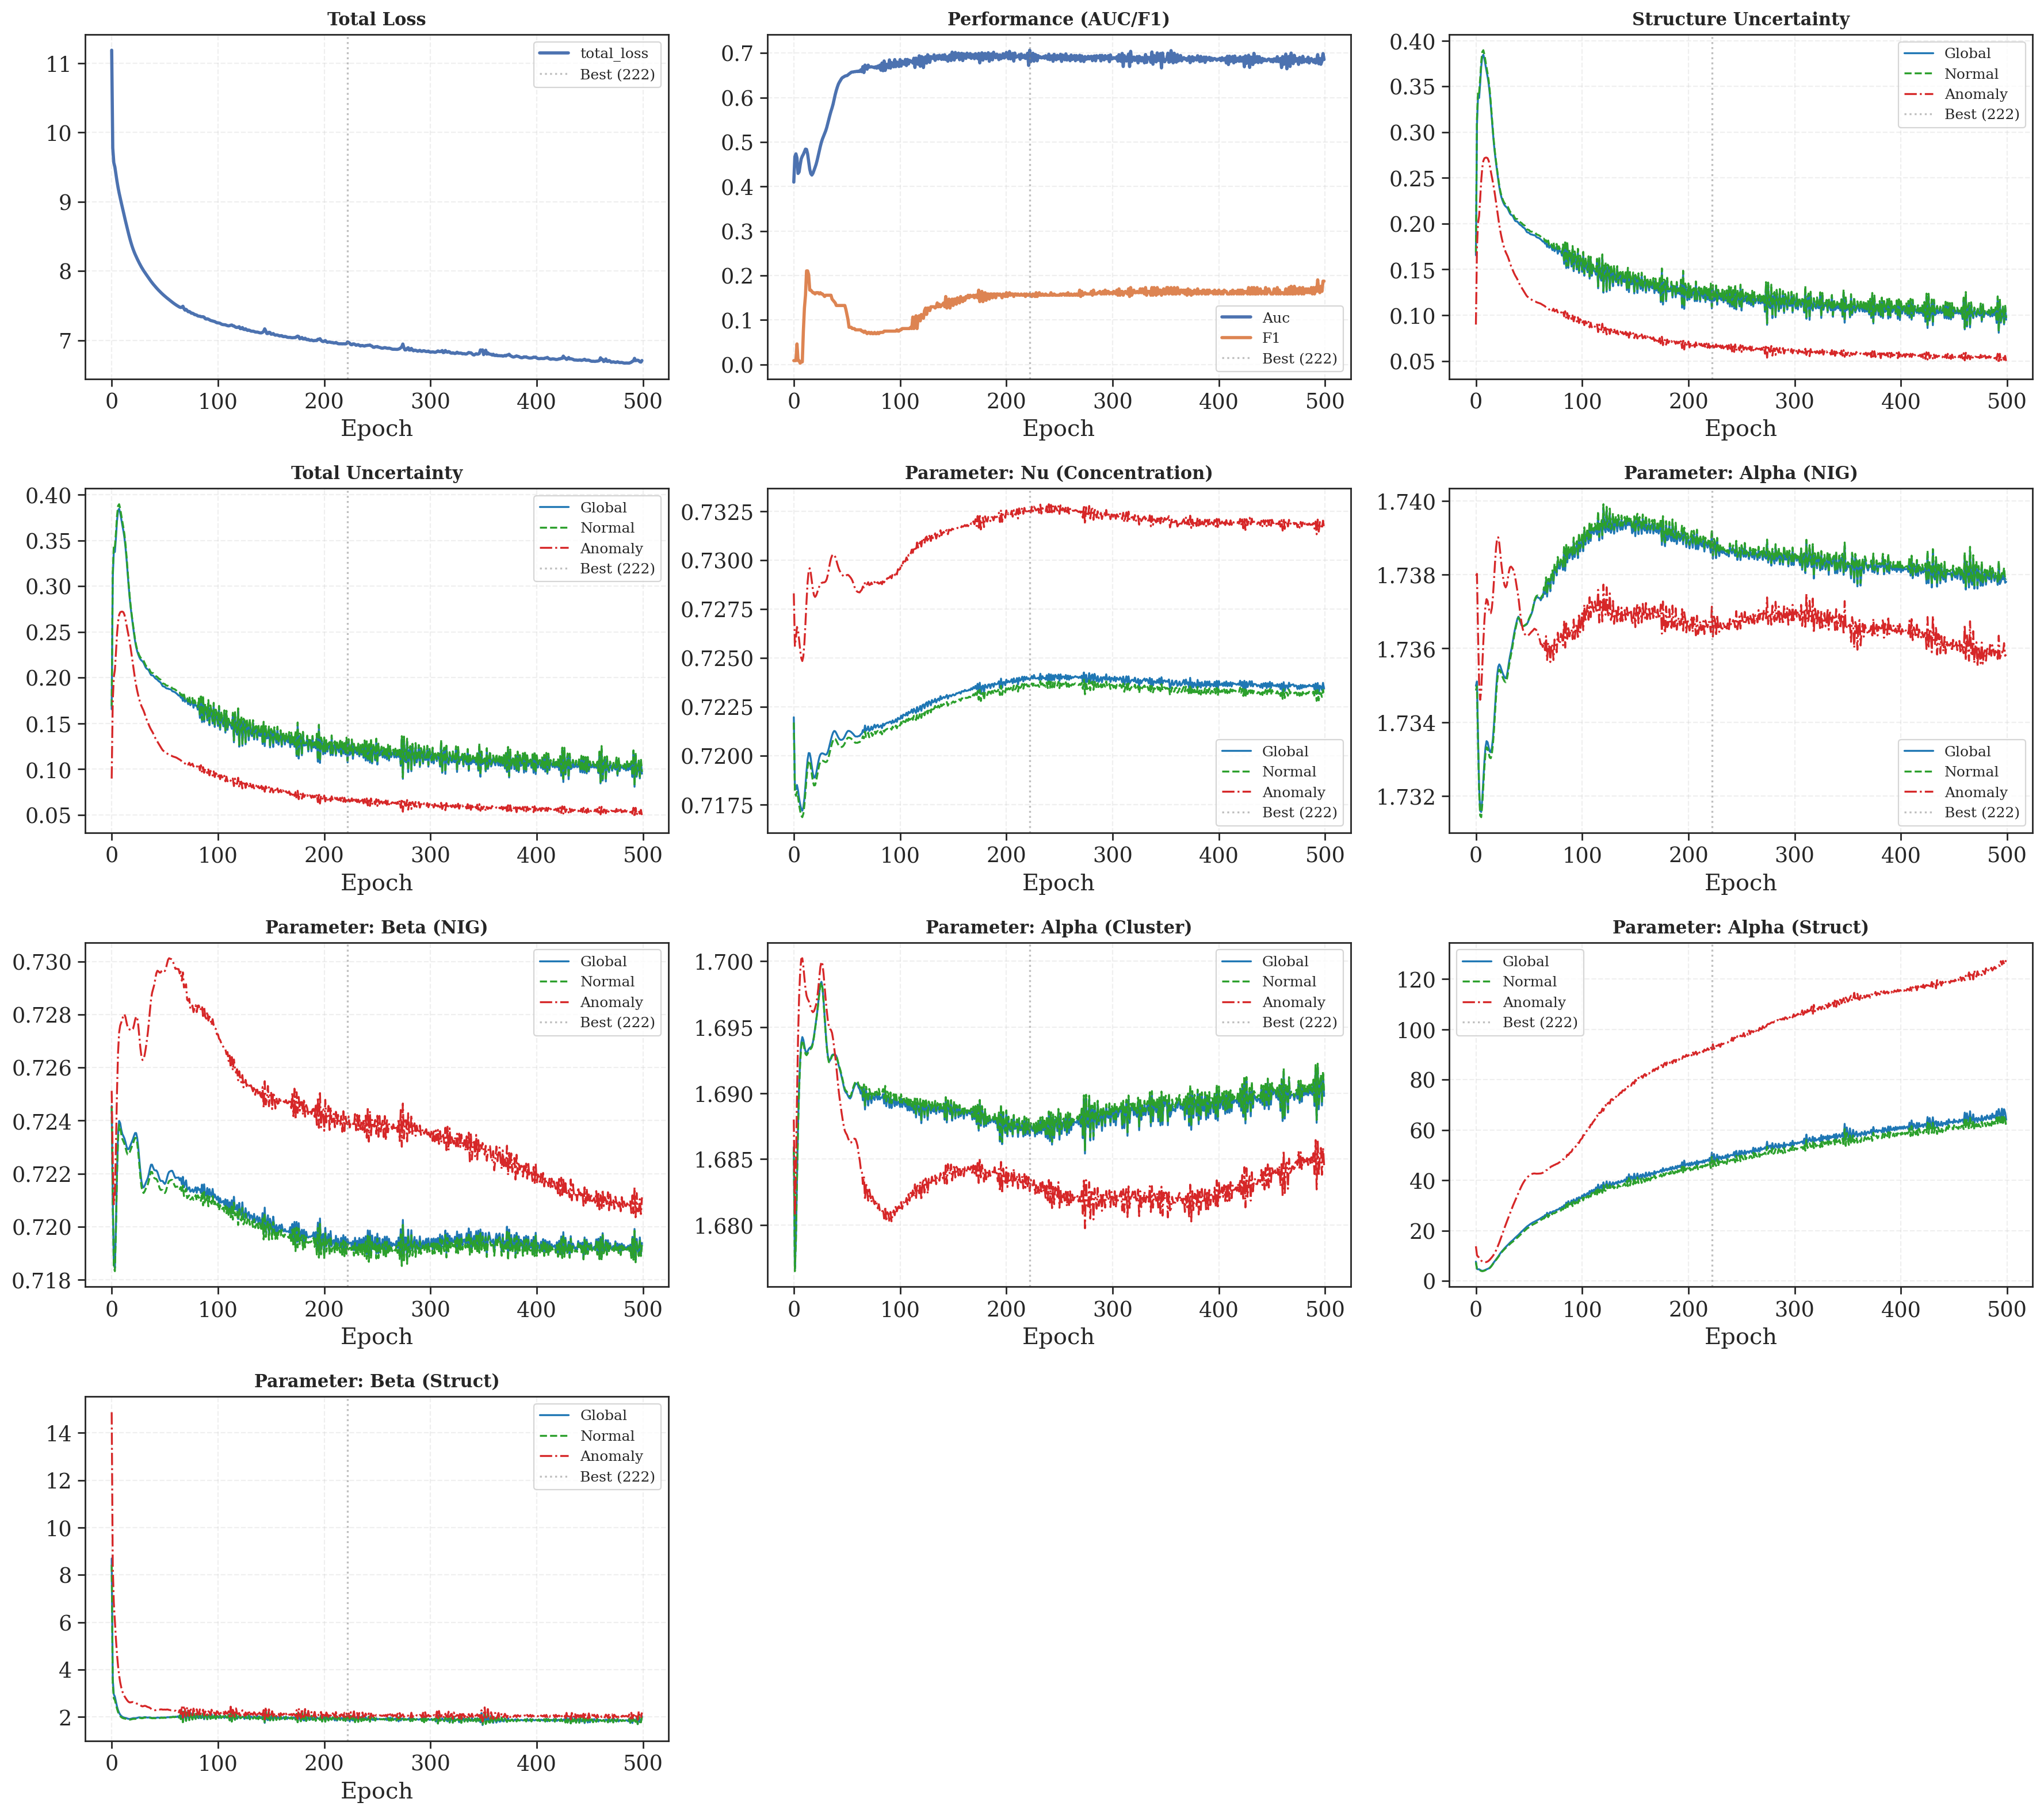 Total Loss
11
10
9
8
7
0
100
200
300
400
500
Epoch
total_loss
Best (222)
Performance (AUC/F1)
0.7
0.6
0.5
0.4
0.3
0.2
0.1
0.0
0
100
200
300
400
500
Epoch
Auc
F1
Best (222)
Structure Uncertainty
0.40
0.35
0.30
0.25
0.20
0.15
0.10
0.05
0
100
200
300
400
500
Epoch
Global
Normal
Anomaly
Best (222)
Total Uncertainty
0.40
0.35
0.30
0.25
0.20
0.15
0.10
0.05
0
100
200
300
400
500
Epoch
Global
Normal
Anomaly
Best (222)
Parameter: Nu (Concentration)
0.7325
0.7300
0.7275
0.7250
0.7225
0.7200
0.7175
0
100
200
300
400
500
Epoch
Global
Normal
Anomaly
Best (222)
Parameter: Alpha (NIG)
1.740
1.738
1.736
1.734
1.732
0
100
200
300
400
500
Epoch
Global
Normal
Anomaly
Best (222)
Parameter: Beta (NIG)
0.730
0.728
0.726
0.724
0.722
0.720
0.718
0
100
200
300
400
500
Epoch
Global
Normal
Anomaly
Best (222)
Parameter: Alpha (Cluster)
1.700
1.695
1.690
1.685
1.680
0
100
200
300
400
500
Epoch
Global
Normal
Anomaly
Best (222)
Parameter: Alpha (Struct)
120
100
80
60
40
20
0
0
100
200
300
400
500
Epoch
Global
Normal
Anomaly
Best (222)
Parameter: Beta (Struct)
14
12
10
8
6
4
2
0
100
200
300
400
500
Epoch
Global
Normal
Anomaly
Best (222)